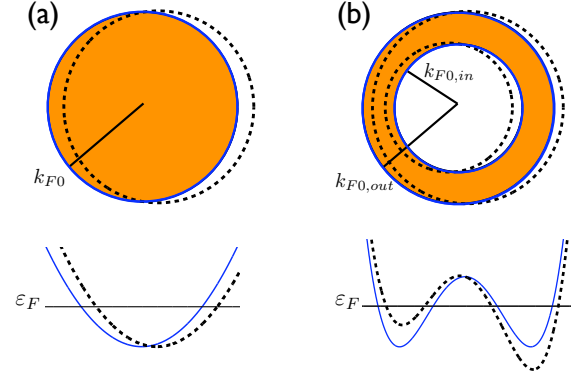 (a)
(b)
k_{F0}
k_{F0,in}
k_{F0,out}
ε_F
ε_F